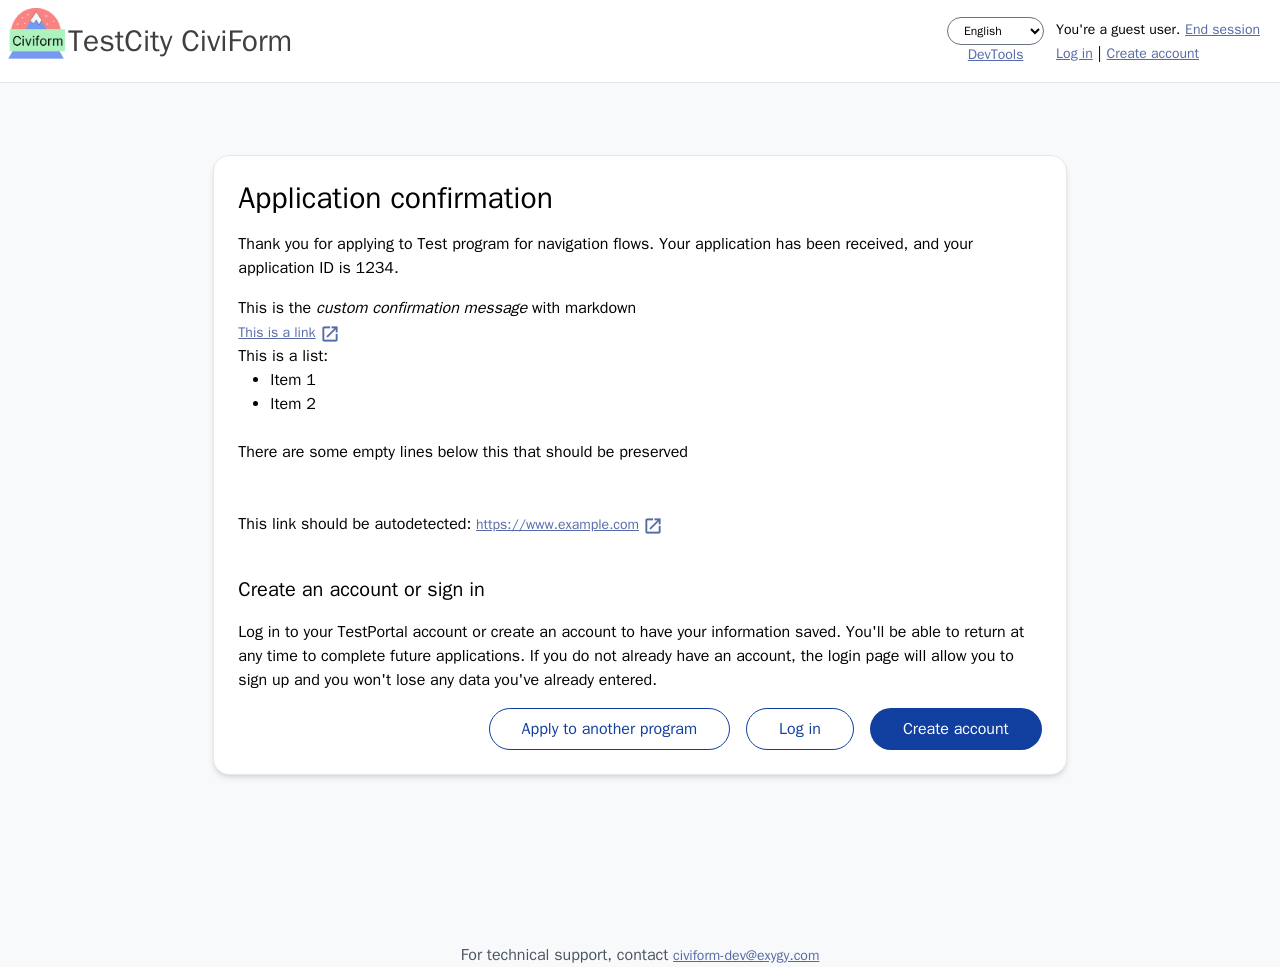 Civiform
TestCity CiviForm
English
DevTools
You're a guest user. End session
Log in | Create account
Application confirmation
Thank you for applying to Test program for navigation flows. Your application has been received, and your
application ID is 1234.
This is the custom confirmation message with markdown
This is a link
This is a list:
• Item 1
• Item 2
There are some empty lines below this that should be preserved
This link should be autodetected: https://www.example.com
Create an account or sign in
Log in to your TestPortal account or create an account to have your information saved. You'll be able to return at
any time to complete future applications. If you do not already have an account, the login page will allow you to
sign up and you won't lose any data you've already entered.
Apply to another program
Log in
Create account
For technical support, contact civiform-dev@exygy.com